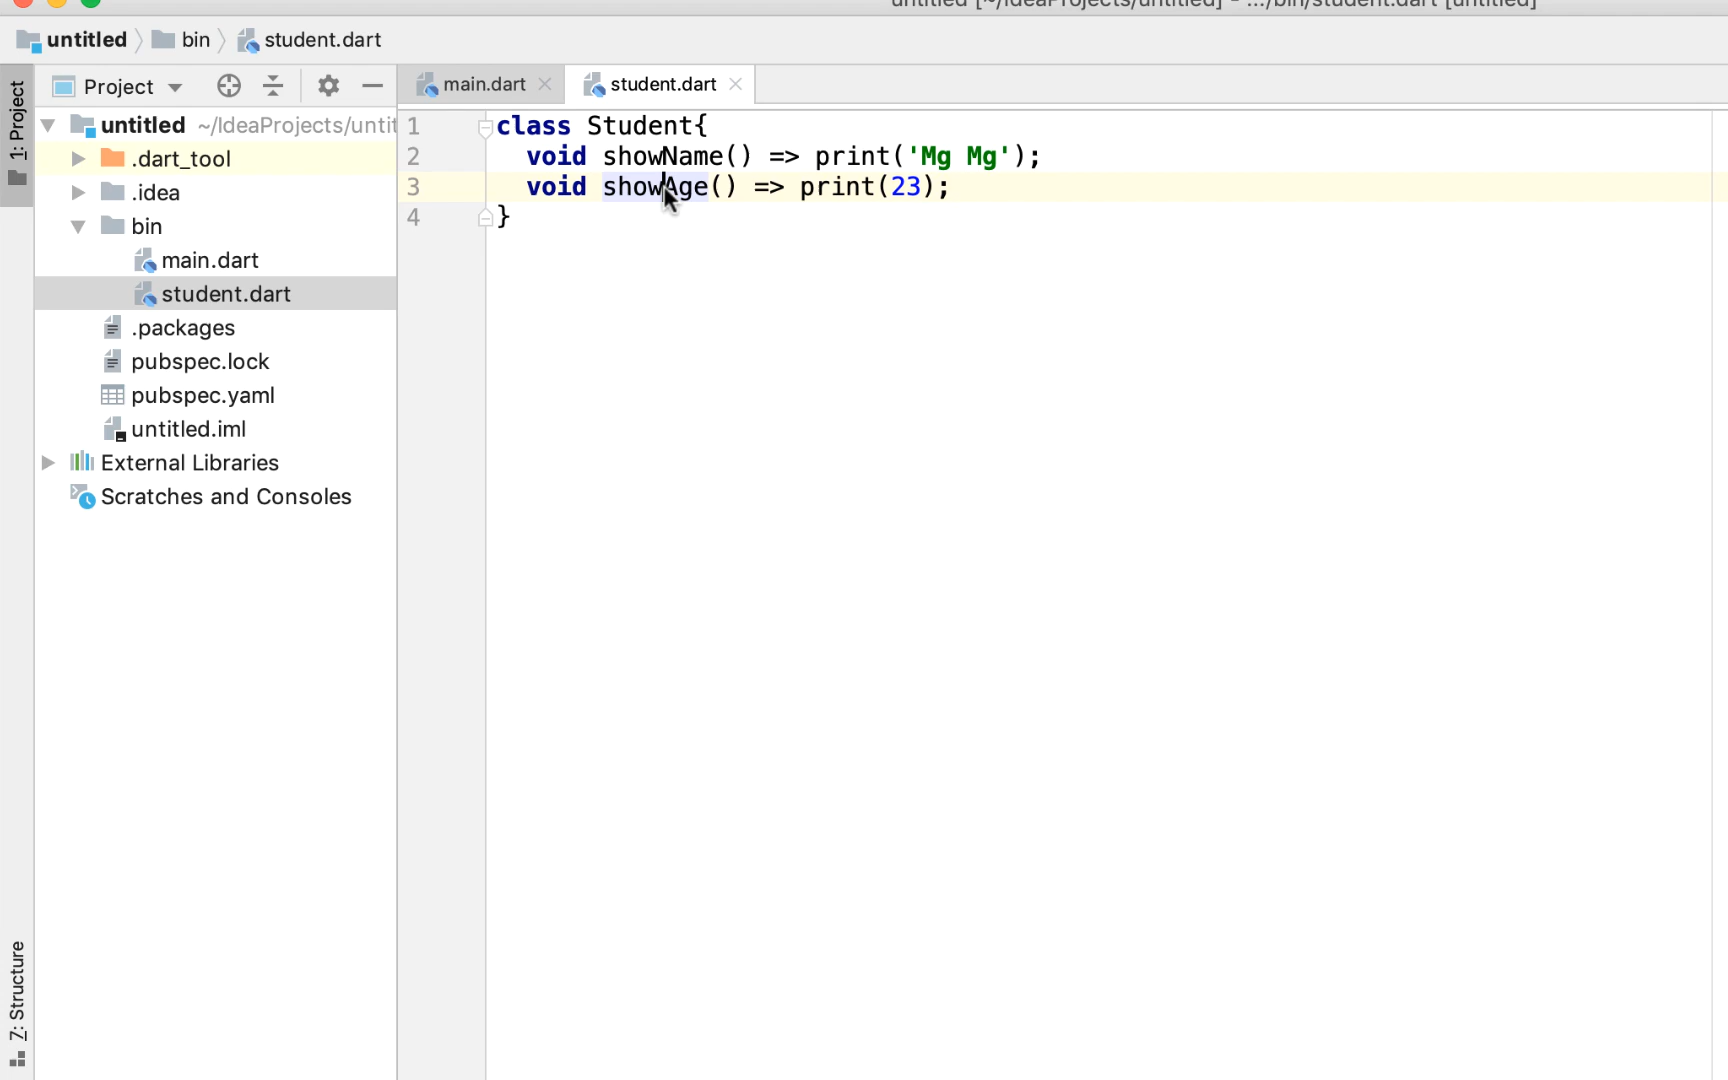 untitled [~/IdeaProjects/untitled] - .../bin/student.dart [untitled]
untitled bin student.dart
1: Project
Project
main.dart
student.dart
untitled ~/IdeaProjects/untit
.dart_tool
.idea
bin
main.dart
student.dart
.packages
pubspec.lock
pubspec.yaml
untitled.iml
External Libraries
Scratches and Consoles
1 class Student{
2 void showName() => print('Mg Mg');
3 void showAge() => print(23);
4 }
Z: Structure